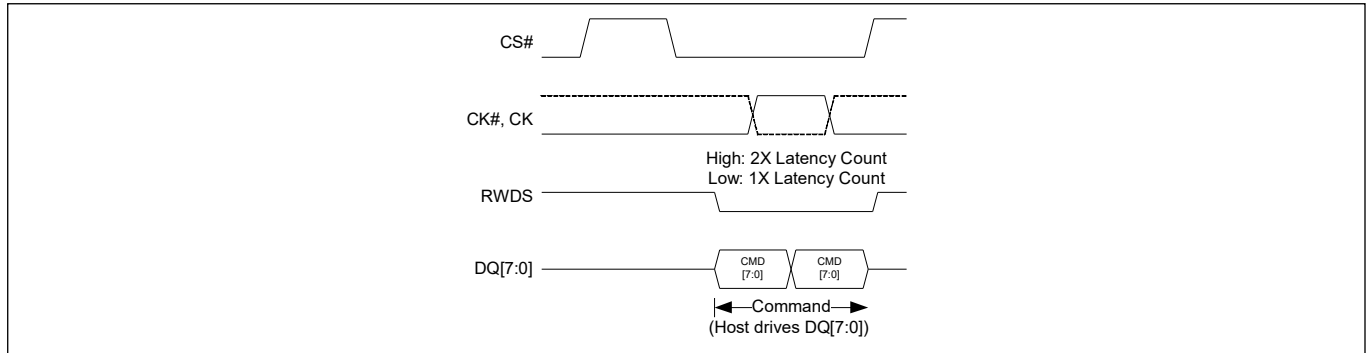 CS#
CK#, CK
High: 2X Latency Count
Low: 1X Latency Count
RWDS
DQ[7:0]
CMD
[7:0]
CMD
[7:0]
Command
(Host drives DQ[7:0])